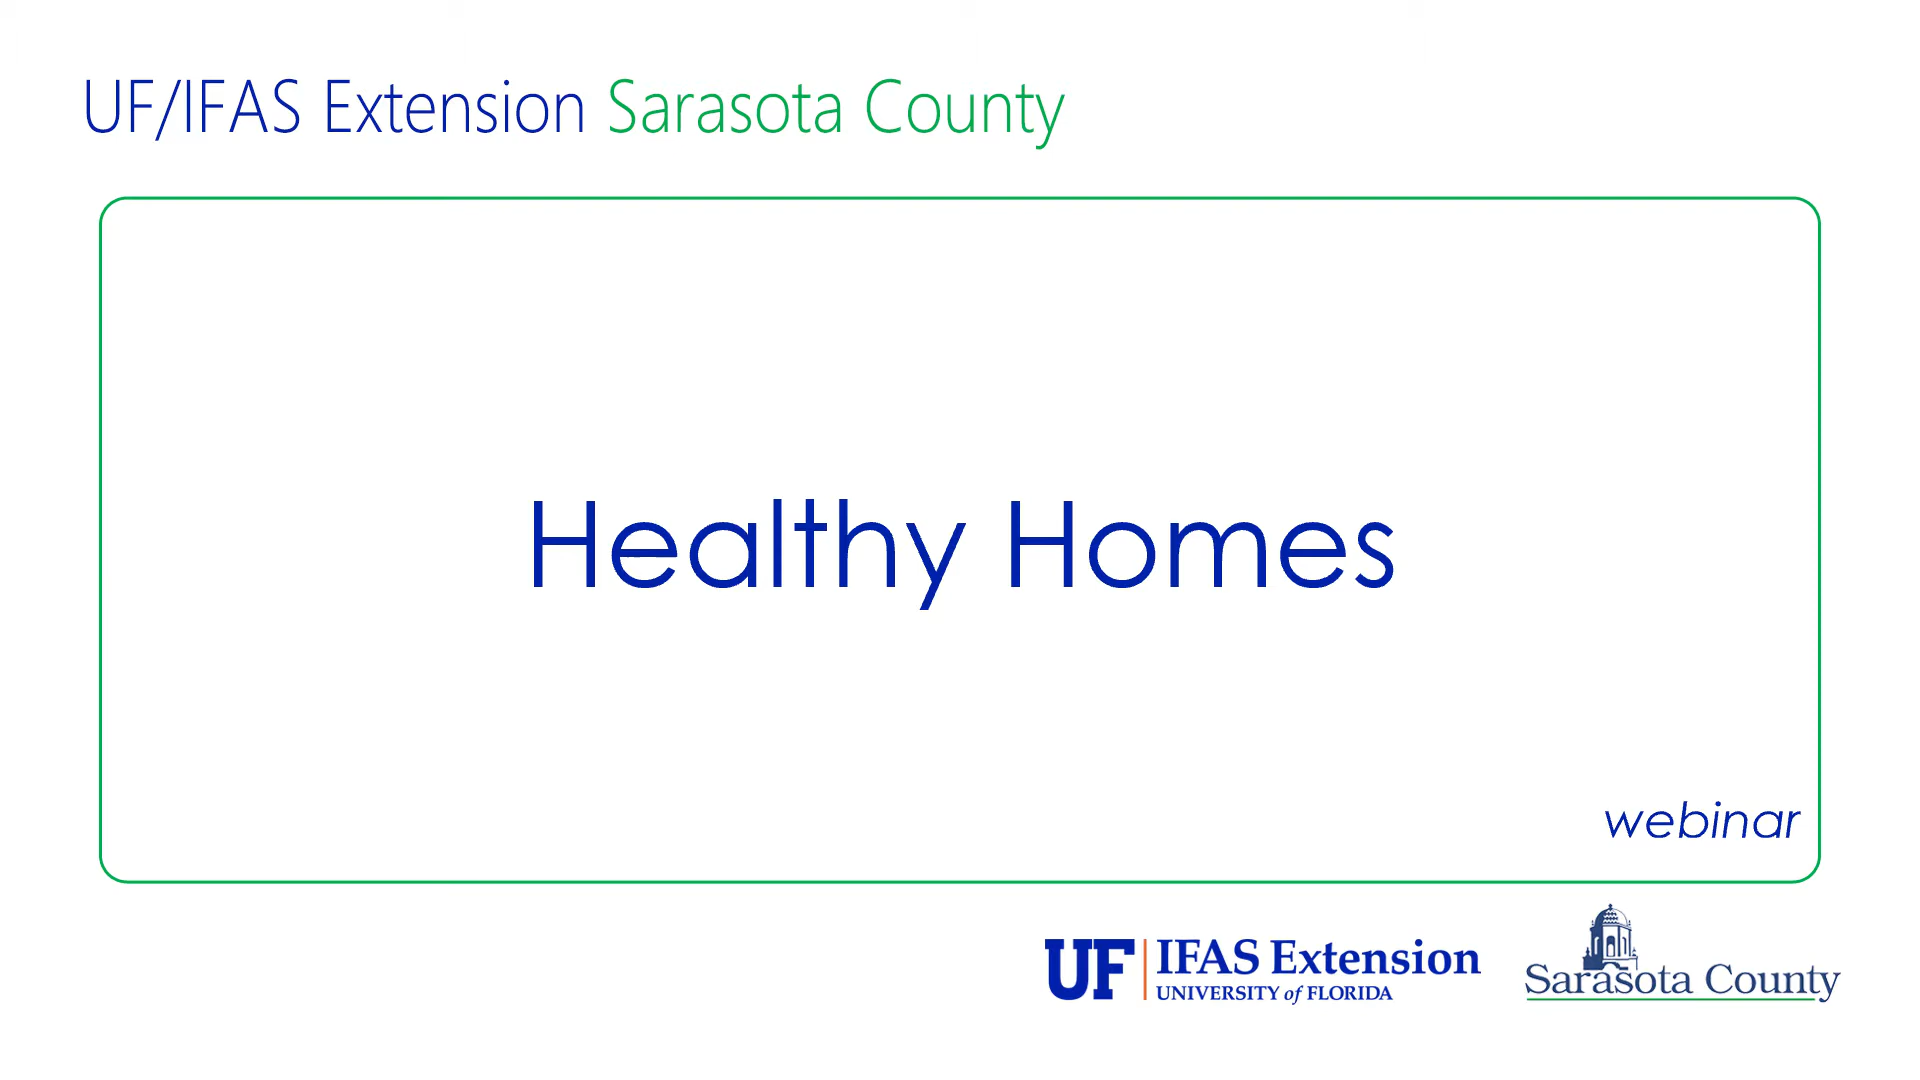 UF/IFAS Extension Sarasota County
Healthy Homes
webinar
UF IFAS Extension
UNIVERSITY of FLORIDA
Sarasota County